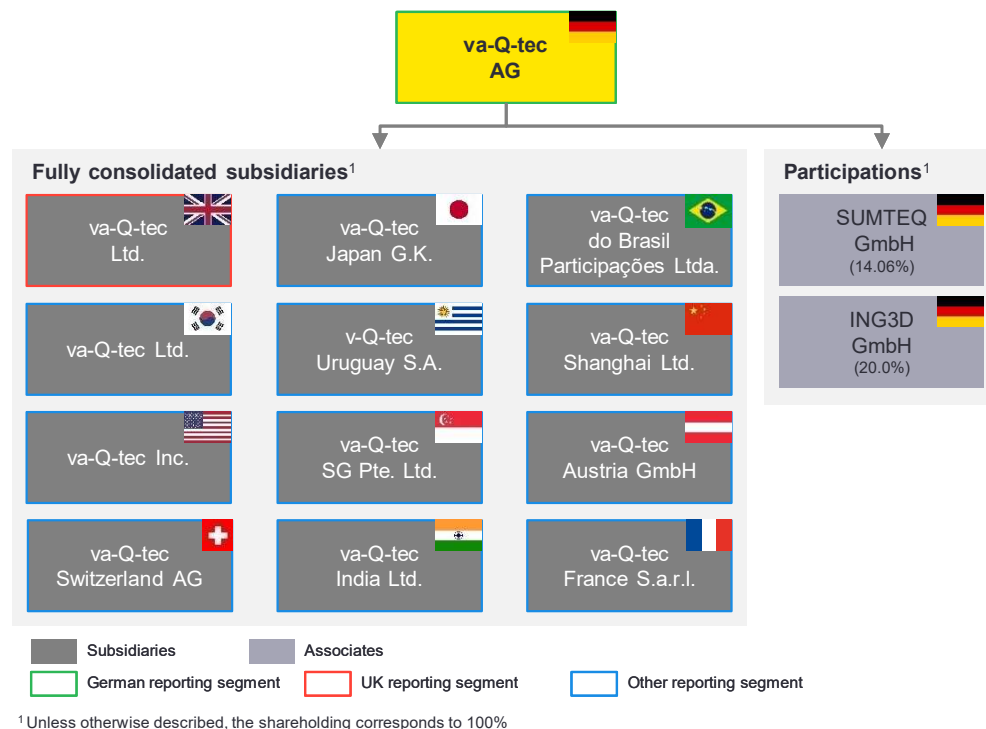 va-Q-tec
AG
Fully consolidated subsidiaries¹
Participations¹
va-Q-tec
Ltd.
va-Q-tec
Japan G.K.
va-Q-tec
do Brasil
Participações Ltda.
SUMTEQ
GmbH
(14.06%)
va-Q-tec Ltd.
v-Q-tec
Uruguay S.A.
va-Q-tec
Shanghai Ltd.
ING3D
GmbH
(20.0%)
va-Q-tec Inc.
va-Q-tec
SG Pte. Ltd.
va-Q-tec
Austria GmbH
va-Q-tec
Switzerland AG
va-Q-tec
India Ltd.
va-Q-tec
France S.a.r.l.
Subsidiaries
Associates
German reporting segment
UK reporting segment
Other reporting segment
¹ Unless otherwise described, the shareholding corresponds to 100%